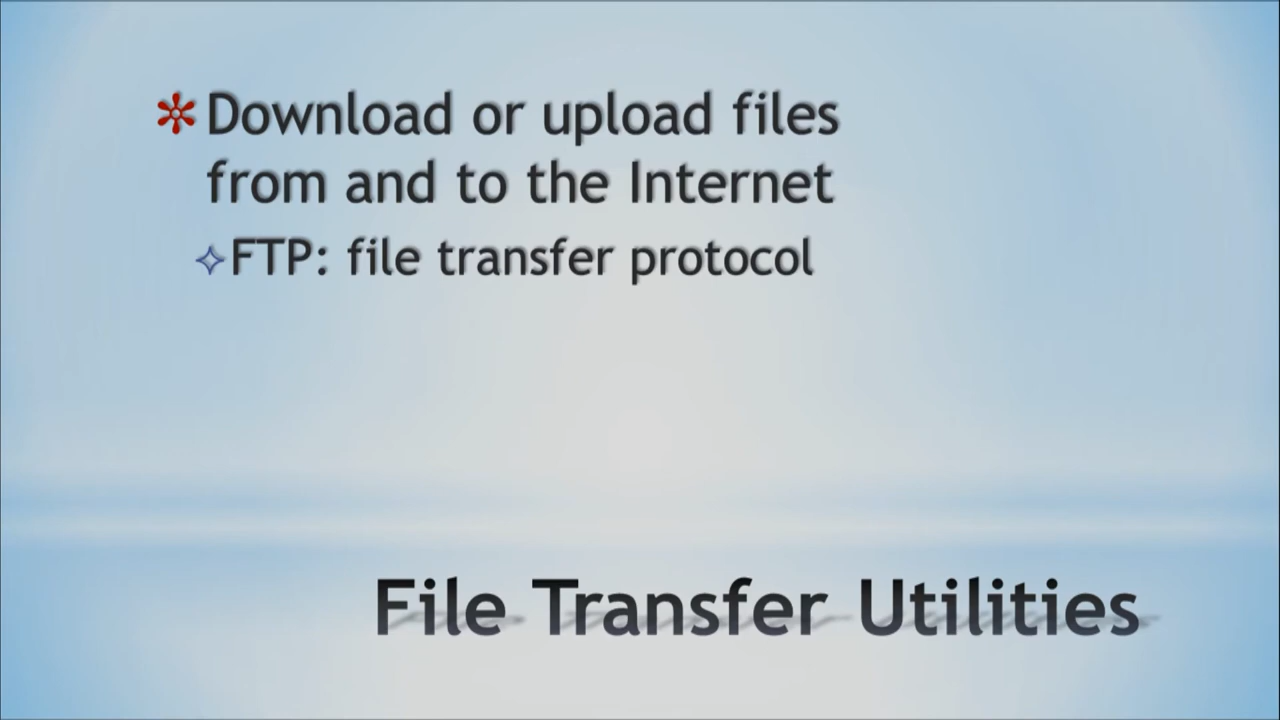 Download or upload files
from and to the Internet
FTP: file transfer protocol
File Transfer Utilities